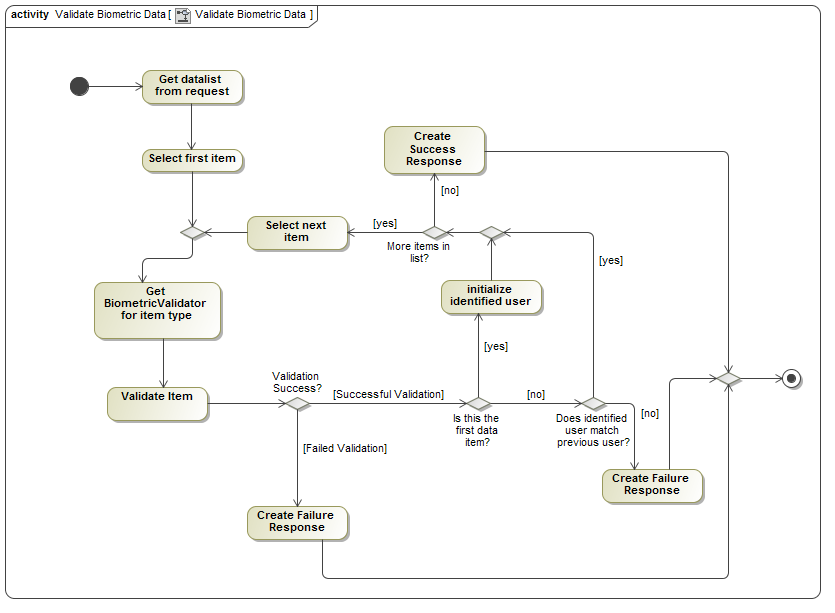 activity Validate Biometric Data [ Validate Biometric Data ]
Get datalist
from request
Select first item
Create
Success
Response
[no]
Select next
item
[yes]
More items in
list?
[yes]
Get
BiometricValidator
for item type
initialize
identified user
[yes]
Validate Item
Validation
Success?
[Successful Validation]
Is this the
first data
item?
[no]
Does identified
user match
previous user?
[no]
[Failed Validation]
Create Failure
Response
Create Failure
Response